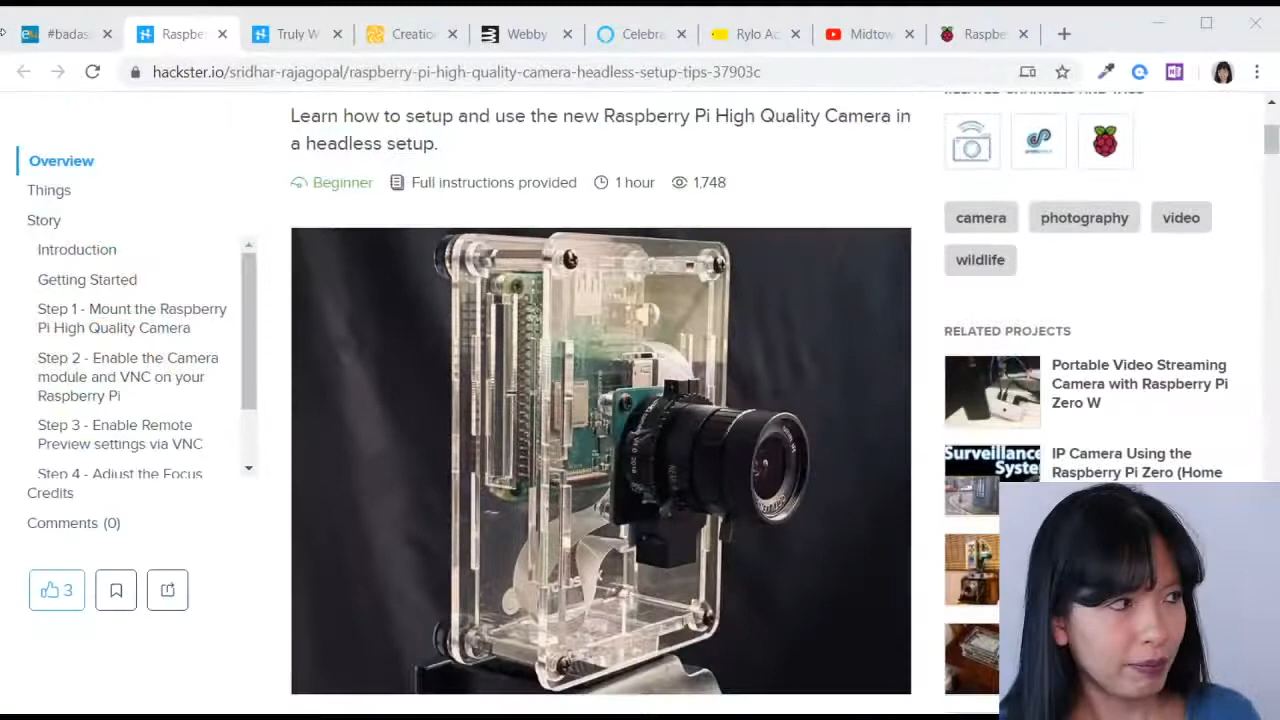 #badas
Raspbe
Truly W
Creatio
Webby
Celebra
Rylo Ac
Midtow
Raspbe
hackster.io/sridhar-rajagopal/raspberry-pi-high-quality-camera-headless-setup-tips-37903c
Learn how to setup and use the new Raspberry Pi High Quality Camera in
a headless setup.
Beginner
Full instructions provided
1 hour
1,748
Overview
Things
Story
Introduction
Getting Started
Step 1 - Mount the Raspberry
Pi High Quality Camera
Step 2 - Enable the Camera
module and VNC on your
Raspberry Pi
Step 3 - Enable Remote
Preview settings via VNC
Step 4 - Adjust the Focus
Credits
Comments (0)
3
camera
photography
video
wildlife
RELATED PROJECTS
Portable Video Streaming
Camera with Raspberry Pi
Zero W
Surveillanc
Syste
IP Camera Using the
Raspberry Pi Zero (Home